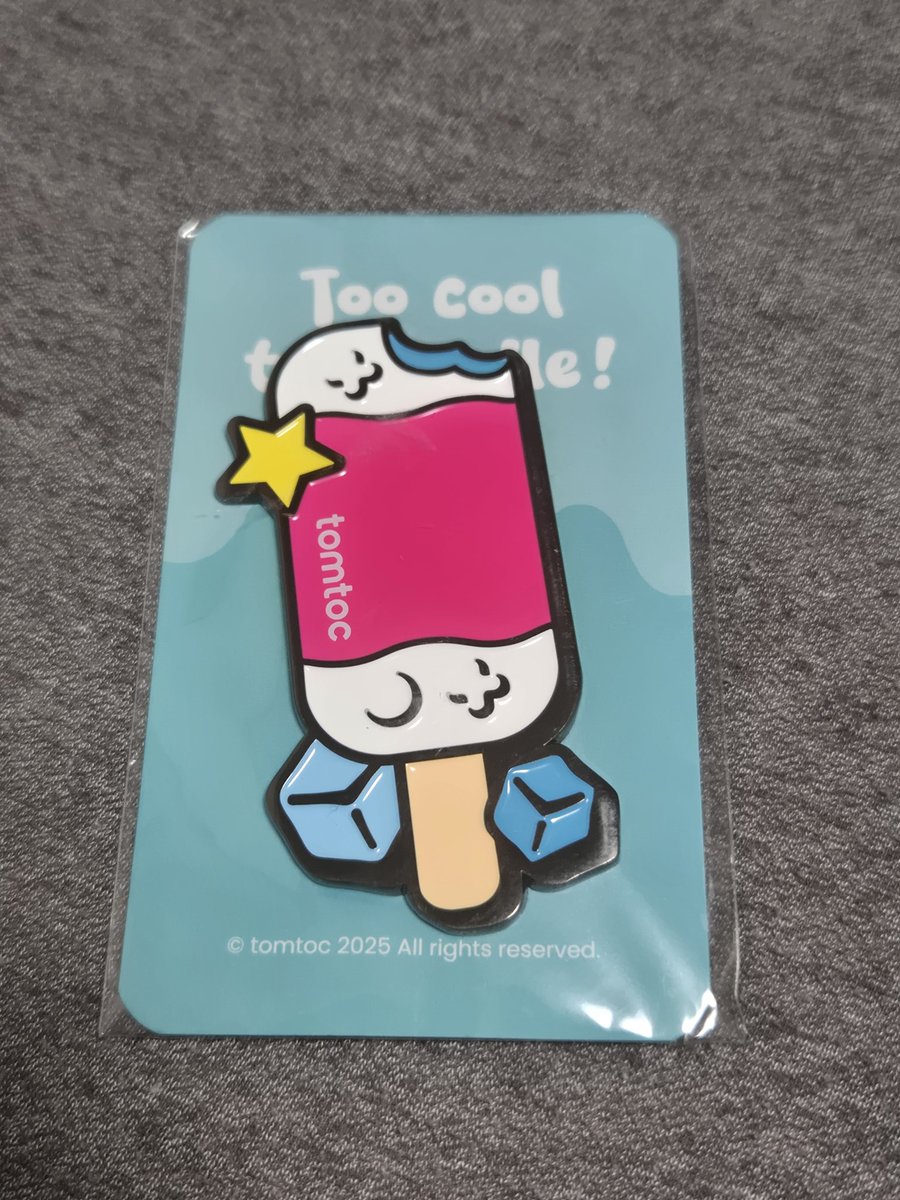 Too cool
!
tomtoc
© tomtoc 2025 All rights reserved.